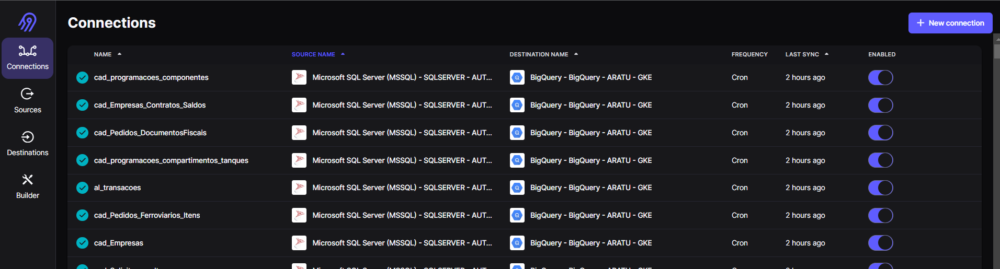 Connections
+ New connection
NAME SOURCE NAME DESTINATION NAME FREQUENCY LAST SYNC ENABLED
cad_programacoes_componentes Microsoft SQL Server (MSSQL) - SQLSERVER - AUT... BigQuery - BigQuery - ARATU - GKE Cron 2 hours ago
cad_Empresas_Contratos_Saldos Microsoft SQL Server (MSSQL) - SQLSERVER - AUT... BigQuery - BigQuery - ARATU - GKE Cron 2 hours ago
cad_Pedidos_DocumentosFiscais Microsoft SQL Server (MSSQL) - SQLSERVER - AUT... BigQuery - BigQuery - ARATU - GKE Cron 2 hours ago
cad_programacoes_compartimentos_tanques Microsoft SQL Server (MSSQL) - SQLSERVER - AUT... BigQuery - BigQuery - ARATU - GKE Cron 2 hours ago
al_transacoes Microsoft SQL Server (MSSQL) - SQLSERVER - AUT... BigQuery - BigQuery - ARATU - GKE Cron 2 hours ago
cad_Pedidos_Ferroviarios_Itens Microsoft SQL Server (MSSQL) - SQLSERVER - AUT... BigQuery - BigQuery - ARATU - GKE Cron 2 hours ago
cad_Empresas Microsoft SQL Server (MSSQL) - SQLSERVER - AUT... BigQuery - BigQuery - ARATU - GKE Cron 2 hours ago
Connections
Sources
Destinations
Builder